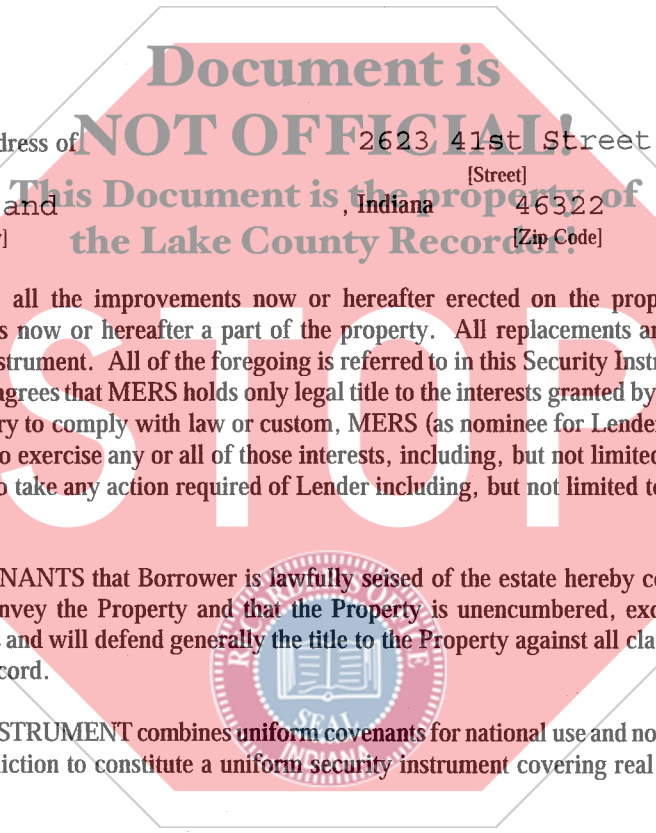 Document is
dress of NOT OFFICIAL! 2623 41st Street
[Street]
This Document is the property of
and , Indiana 46322
the Lake County Recorder!
] [Zip Code]
all the improvements now or hereafter erected on the prop
s now or hereafter a part of the property. All replacements a
strument. All of the foregoing is referred to in this Security Instr
agrees that MERS holds only legal title to the interests granted by
ry to comply with law or custom, MERS (as nominee for Lender
o exercise any or all of those interests, including, but not limited
o take any action required of Lender including, but not limited to
STOP
NANTS that Borrower is lawfully seised of the estate hereby c
nvey the Property and that the Property is unencumbered, exc
and will defend generally the title to the Property against all cla
cord.
RECORDER'S OFFICE
SEAL
INDIANA
STRUMENT combines uniform covenants for national use and no
iction to constitute a uniform security instrument covering real